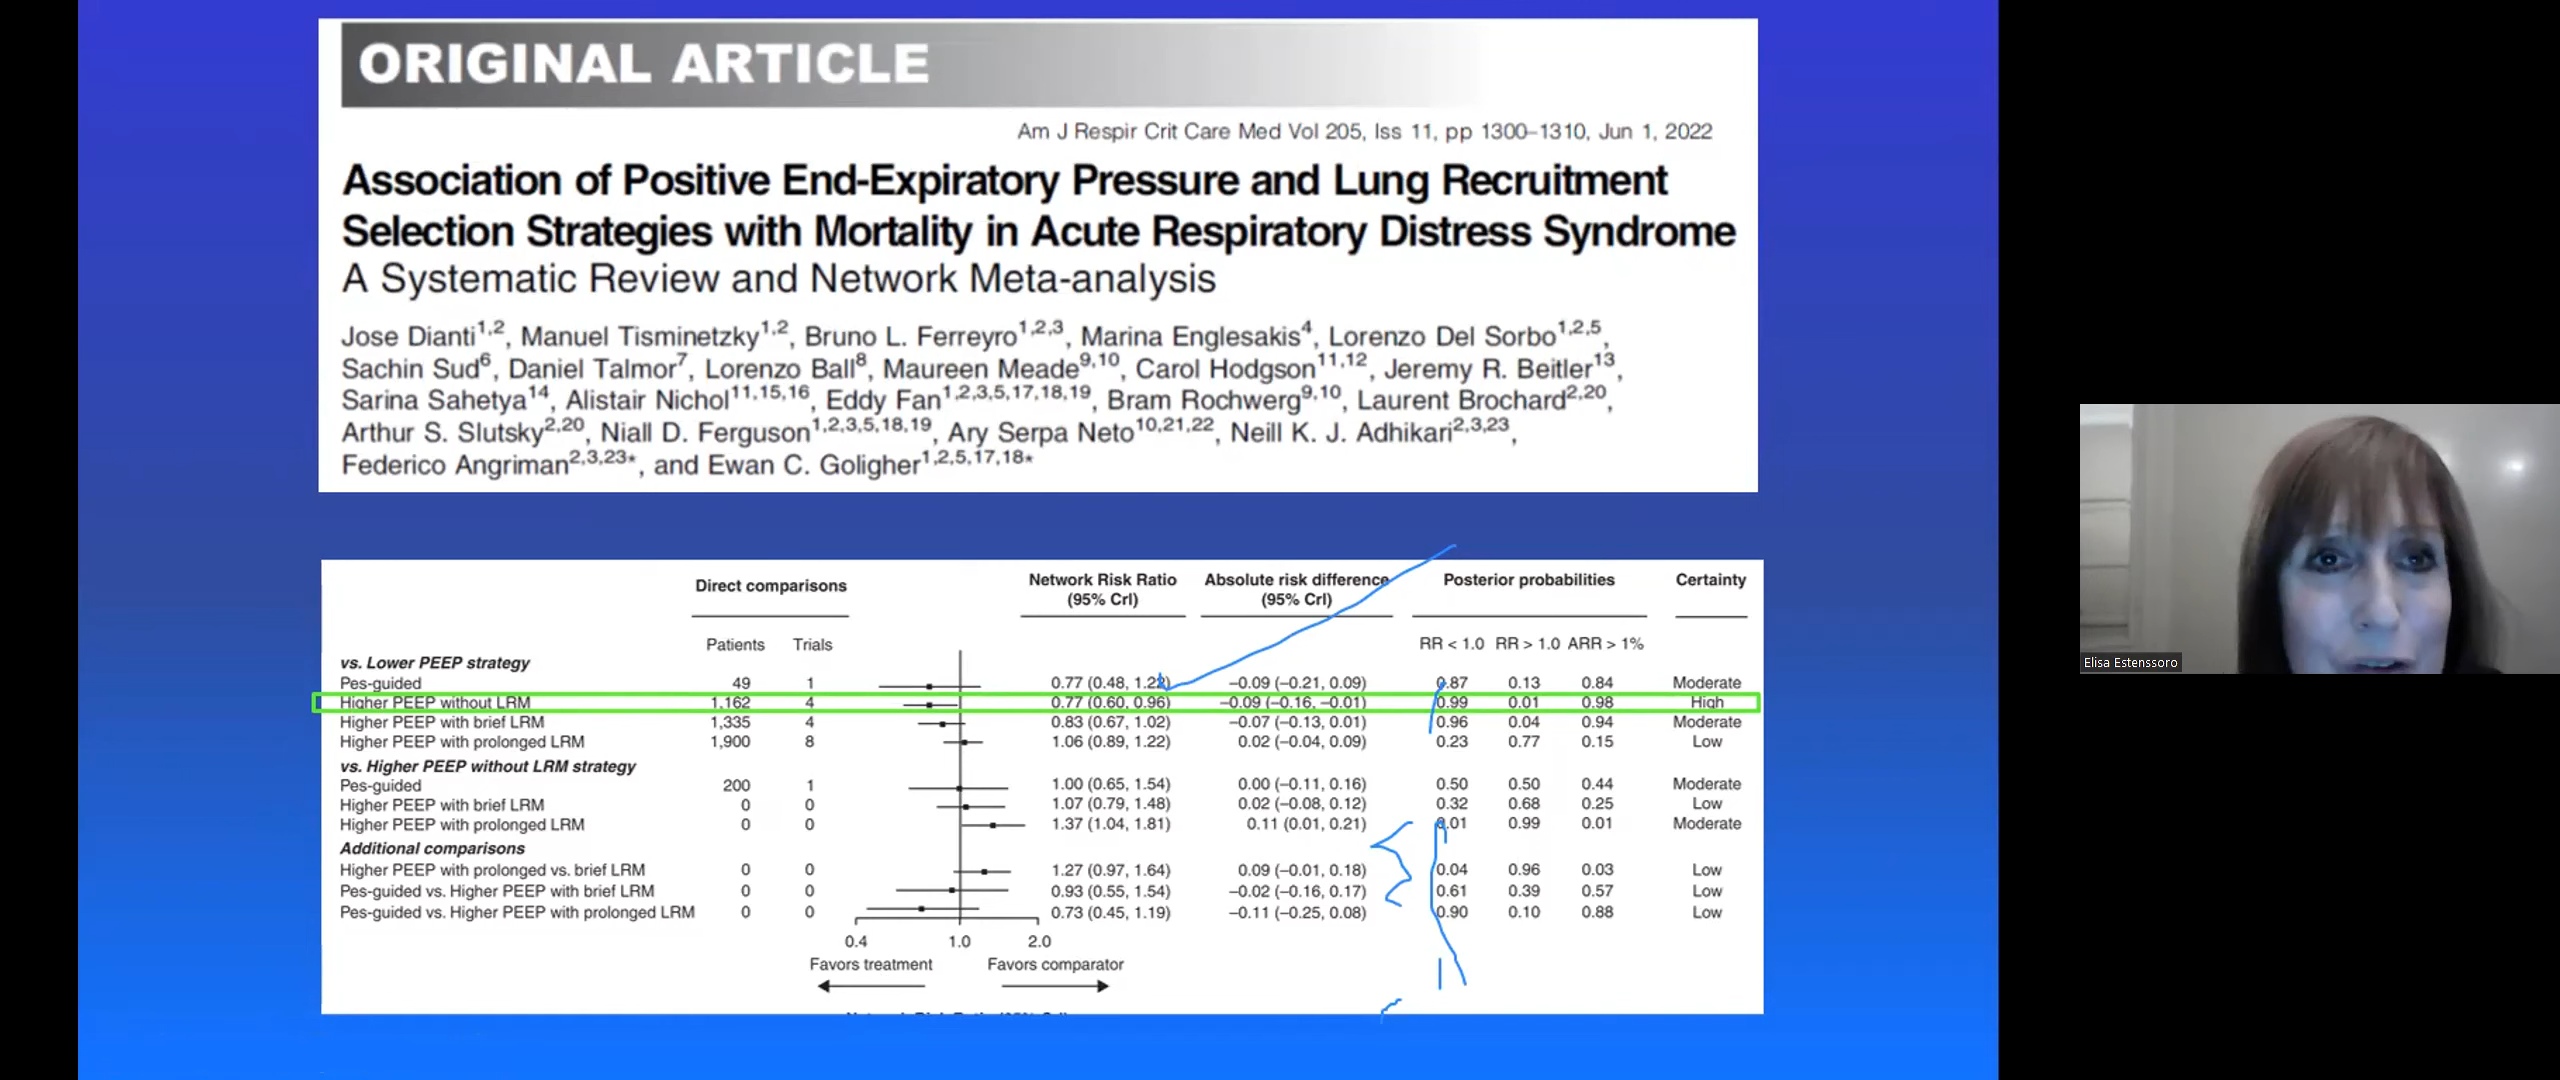 ORIGINAL ARTICLE
Am J Respir Crit Care Med Vol 205, Iss 11, pp 1300–1310, Jun 1, 2022
Association of Positive End-Expiratory Pressure and Lung Recruitment
Selection Strategies with Mortality in Acute Respiratory Distress Syndrome
A Systematic Review and Network Meta-analysis
Jose Dianti1,2, Manuel Tisminetzky1,2, Bruno L. Ferreyro1,2,3, Marina Englesakis4, Lorenzo Del Sorbo1,2,5,
Sachin Sud6, Daniel Talmor7, Lorenzo Ball8, Maureen Meade9,10, Carol Hodgson11,12, Jeremy R. Beitler13,
Sarina Sahetya14, Alistair Nichol11,15,16, Eddy Fan1,2,3,5,17,18,19, Bram Rochwerg9,10, Laurent Brochard2,20,
Arthur S. Slutsky2,20, Niall D. Ferguson1,2,3,5,18,19, Ary Serpa Neto10,21,22, Neill K. J. Adhikari2,3,23,
Federico Angriman2,3,23*, and Ewan C. Goligher1,2,5,17,18*
Direct comparisons Network Risk Ratio Absolute risk difference Posterior probabilities Certainty
(95% CrI) (95% CrI)
Patients Trials RR < 1.0 RR > 1.0 ARR > 1%
vs. Lower PEEP strategy
Pes-guided 49 1 0.77 (0.48, 1.22) −0.09 (−0.21, 0.09) 0.87 0.13 0.84 Moderate
Higher PEEP without LRM 1,162 4 0.77 (0.60, 0.96) −0.09 (−0.16, −0.01) 0.99 0.01 0.98 High
Higher PEEP with brief LRM 1,335 4 0.83 (0.67, 1.02) −0.07 (−0.13, 0.01) 0.96 0.04 0.94 Moderate
Higher PEEP with prolonged LRM 1,900 8 1.06 (0.89, 1.22) 0.02 (−0.04, 0.09) 0.23 0.77 0.15 Low
vs. Higher PEEP without LRM strategy
Pes-guided 200 1 1.00 (0.65, 1.54) 0.00 (−0.11, 0.16) 0.50 0.50 0.44 Moderate
Higher PEEP with brief LRM 0 0 1.07 (0.79, 1.48) 0.02 (−0.08, 0.12) 0.32 0.68 0.25 Low
Higher PEEP with prolonged LRM 0 0 1.37 (1.04, 1.81) 0.11 (0.01, 0.21) 0.01 0.99 0.01 Moderate
Additional comparisons
Higher PEEP with prolonged vs. brief LRM 0 0 1.27 (0.97, 1.64) 0.09 (−0.01, 0.18) 0.04 0.96 0.03 Low
Pes-guided vs. Higher PEEP with brief LRM 0 0 0.93 (0.55, 1.54) −0.02 (−0.16, 0.17) 0.61 0.39 0.57 Low
Pes-guided vs. Higher PEEP with prolonged LRM 0 0 0.73 (0.45, 1.19) −0.11 (−0.25, 0.08) 0.90 0.10 0.88 Low
0.4 1.0 2.0
Favors treatment Favors comparator
Elisa Estenssoro